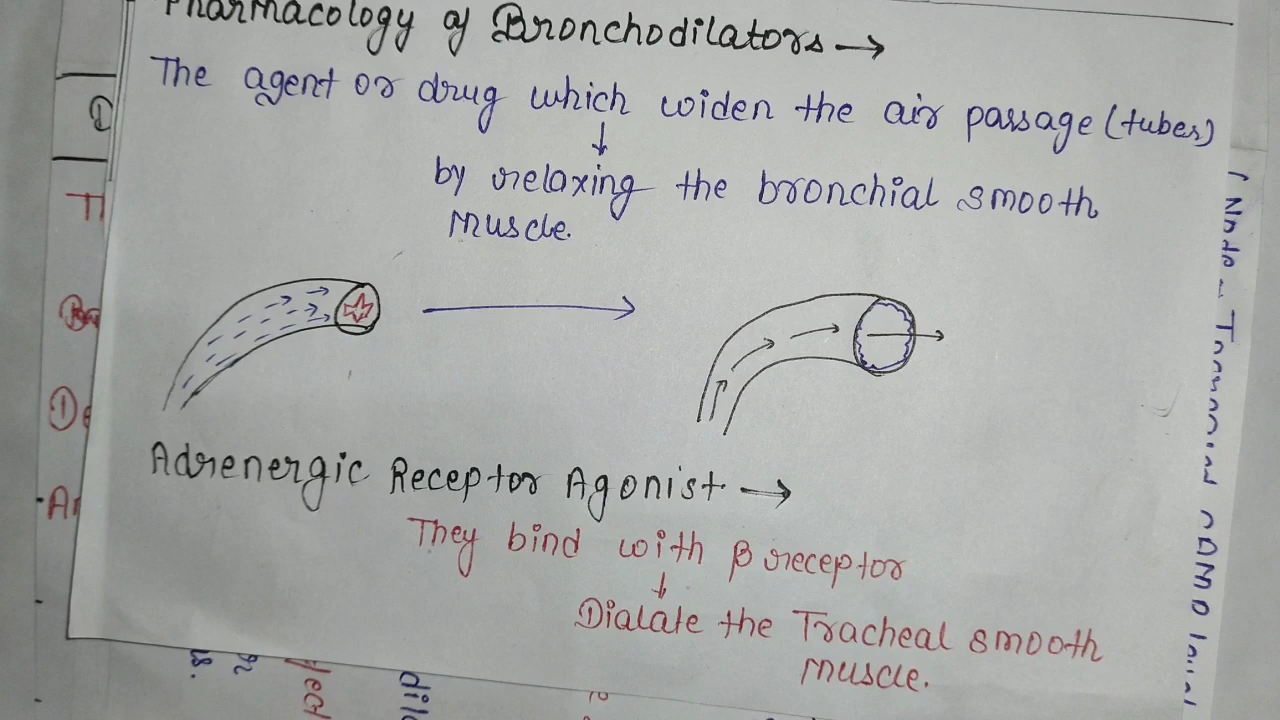 Pharmacology of Bronchodilators →
The agent or drug which widen the air passage (tubes)
↓
by relaxing the bronchial smooth
muscle.
Adrenergic Receptor Agonist →
They bind with β receptor
↓
Dialate the Tracheal smooth
muscle.